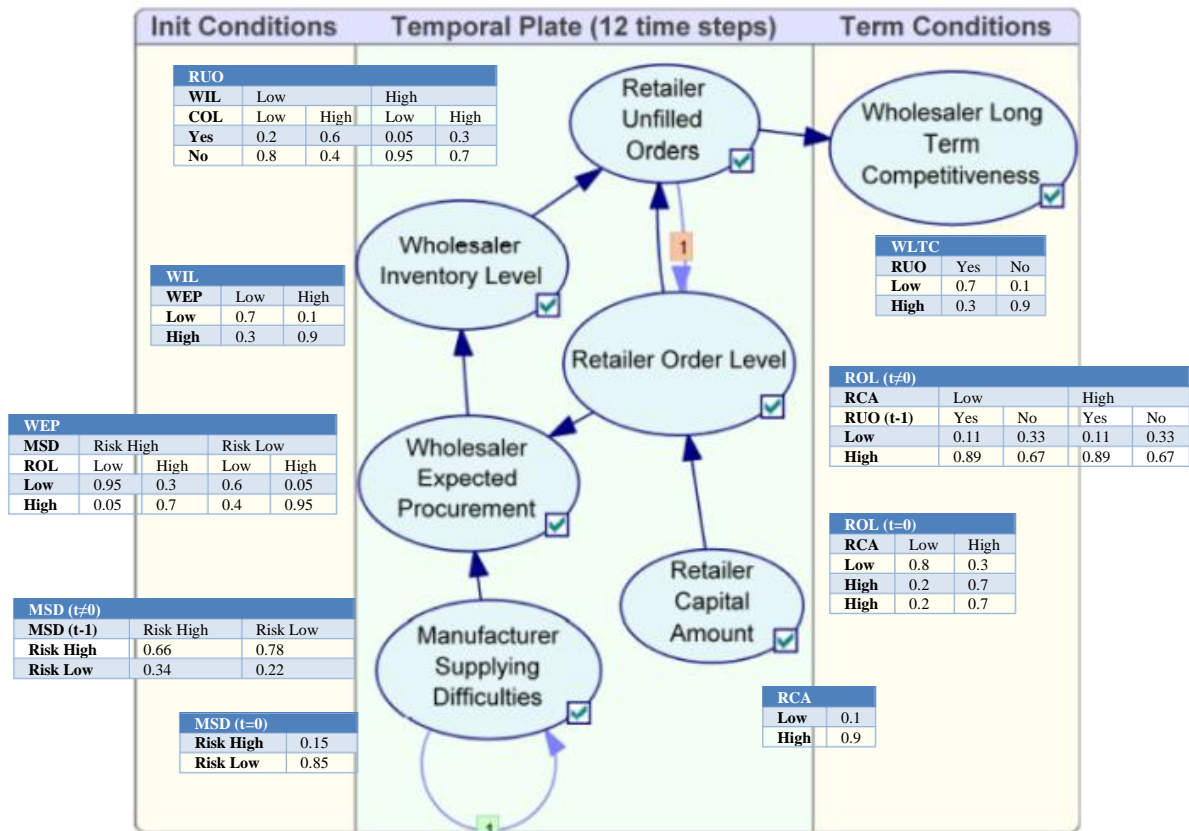 Init Conditions Temporal Plate (12 time steps) Term Conditions
RUO
WIL Low High
COL Low High Low High
Yes 0.2 0.6 0.05 0.3
No 0.8 0.4 0.95 0.7
Retailer
Unfilled
Orders
Wholesaler Long
Term
Competitiveness
1
Wholesaler
Inventory Level
WLTC
RUO Yes No
Low 0.7 0.1
High 0.3 0.9
WIL
WEP Low High
Low 0.7 0.1
High 0.3 0.9
Retailer Order Level
ROL (t≠0)
RCA Low High
RUO (t-1) Yes No Yes No
Low 0.11 0.33 0.11 0.33
High 0.89 0.67 0.89 0.67
WEP
MSD Risk High Risk Low
ROL Low High Low High
Low 0.95 0.3 0.6 0.05
High 0.05 0.7 0.4 0.95
Wholesaler
Expected
Procurement
ROL (t=0)
RCA Low High
Low 0.8 0.3
High 0.2 0.7
High 0.2 0.7
Retailer
Capital
Amount
MSD (t≠0)
MSD (t-1) Risk High Risk Low
Risk High 0.66 0.78
Risk Low 0.34 0.22
Manufacturer
Supplying
Difficulties
RCA
Low 0.1
High 0.9
MSD (t=0)
Risk High 0.15
Risk Low 0.85
1